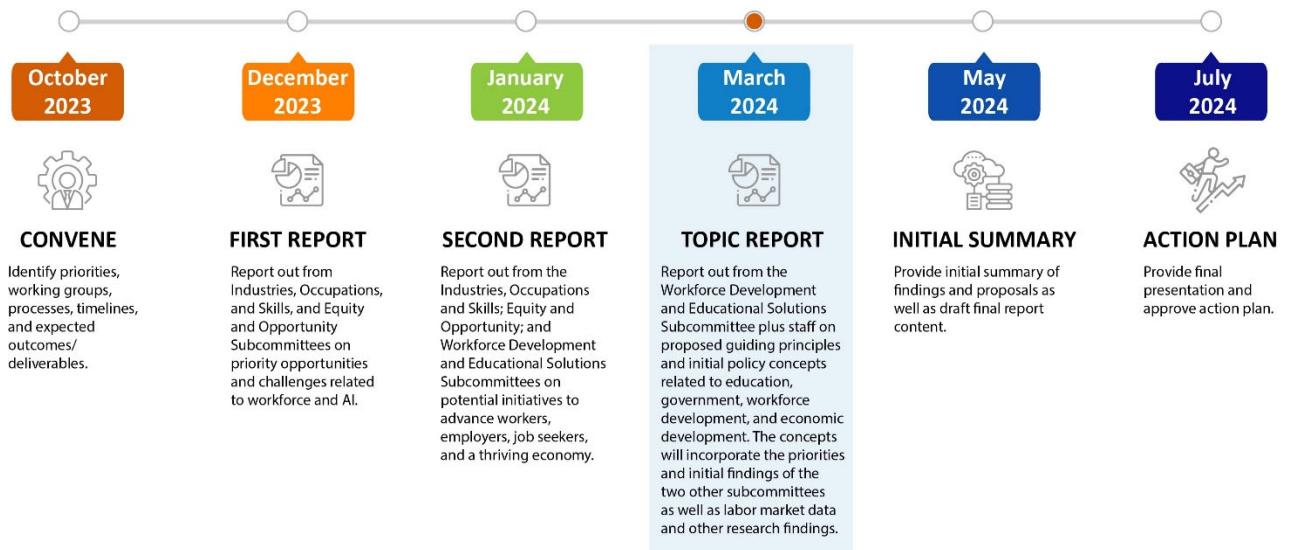 October
2023
December
2023
January
2024
March
2024
May
2024
July
2024
CONVENE
Identify priorities,
working groups,
processes, timelines,
and expected
outcomes/
deliverables.
FIRST REPORT
Report out from
Industries, Occupations,
and Skills, and Equity
and Opportunity
Subcommittees on
priority opportunities
and challenges related
to workforce and AI.
SECOND REPORT
Report out from the
Industries, Occupations
and Skills; Equity and
Opportunity; and
Workforce Development
and Educational Solutions
Subcommittees on
potential initiatives to
advance workers,
employers, job seekers,
and a thriving economy.
TOPIC REPORT
Report out from the
Workforce Development
and Educational Solutions
Subcommittee plus staff on
proposed guiding principles
and initial policy concepts
related to education,
government, workforce
development, and economic
development. The concepts
will incorporate the priorities
and initial findings of the
two other subcommittees
as well as labor market data
and other research findings.
INITIAL SUMMARY
Provide initial summary of
findings and proposals as
well as draft final report
content.
ACTION PLAN
Provide final
presentation and
approve action plan.